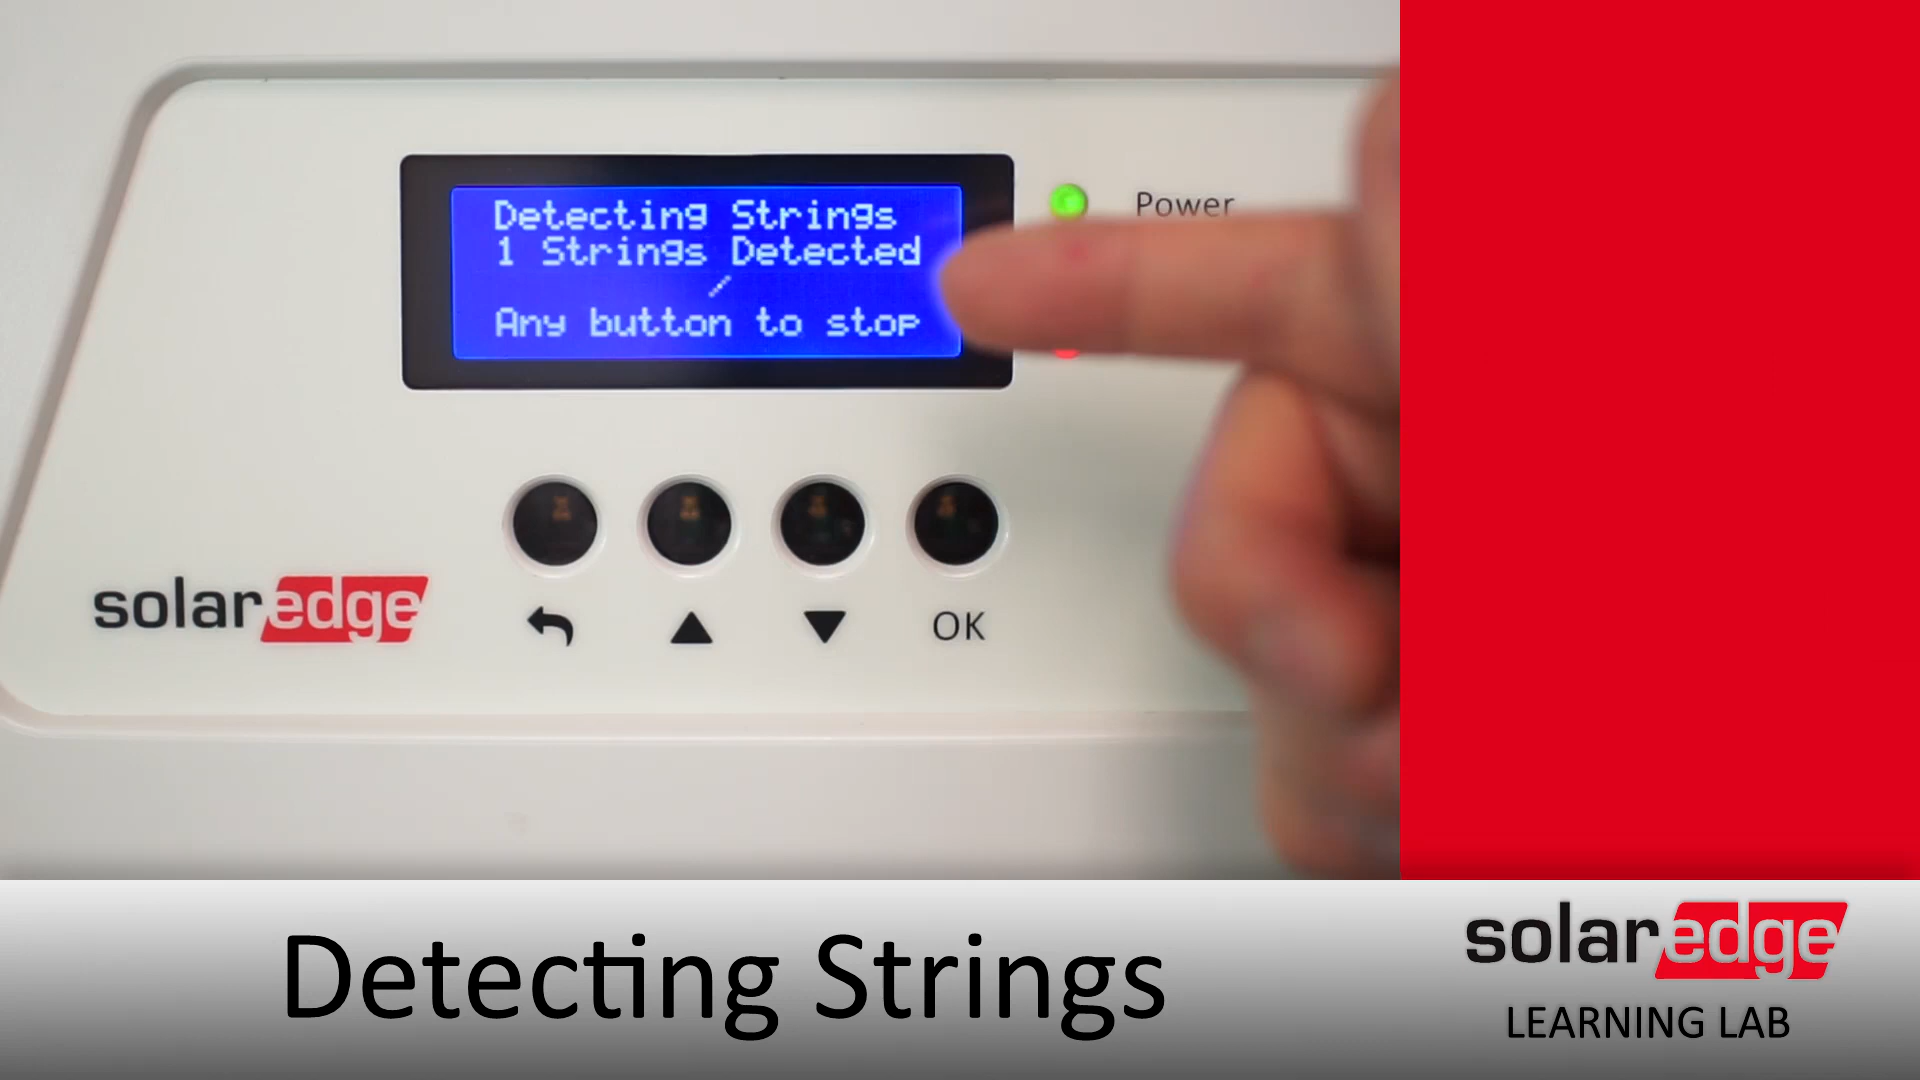 Detecting Strings
1 Strings Detected
/
Any button to stop
Power
OK
solaredge
Detecting Strings
solaredge
LEARNING LAB